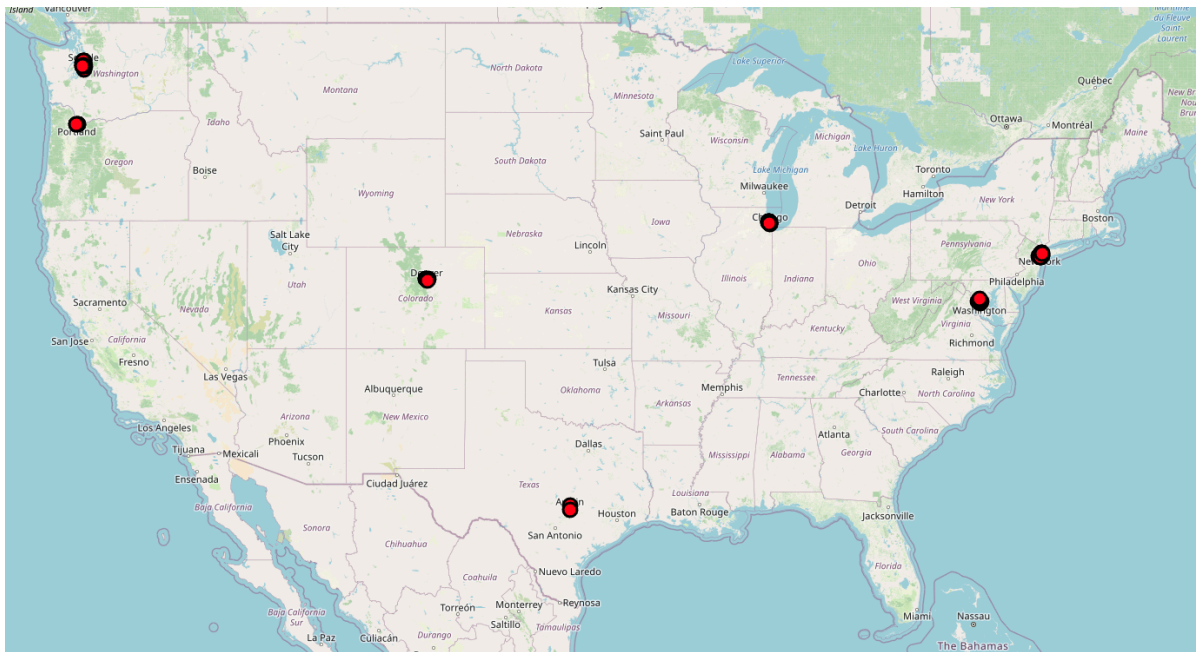 Island
Vancouver
Washington
Oregon
Idaho
Boise
Montana
North Dakota
South Dakota
Wyoming
Nebraska
Lincoln
Minnesota
Saint Paul
Wisconsin
Lake Superior
Michigan
Lake Huron
Lake Michigan
Milwaukee
Detroit
Toronto
Hamilton
Ottawa
Montréal
Québec
Maritime
du Fleuve
Saint-
Laurent
New Br
Maine
New York
Boston
Pennsylvania
Philadelphia
Ohio
Indiana
Illinois
Iowa
Salt Lake
City
Utah
Nevada
Colorado
Kansas
Kansas City
Missouri
West Virginia
Washington
Virginia
Richmond
Kentucky
Sacramento
San Jose
California
Fresno
Las Vegas
Los Angeles
Arizona
Phoenix
Tucson
Albuquerque
New Mexico
Tulsa
Oklahoma
Arkansas
Memphis
Tennessee
Raleigh
Charlotte
North Carolina
South Carolina
Atlanta
Georgia
Alabama
Mississippi
Dallas
Texas
Louisiana
Baton Rouge
Houston
San Antonio
Jacksonville
Florida
Miami
Nassau
The Bahamas
Tijuana
Mexicali
Ensenada
Baja California
Sonora
Ciudad Juárez
Chihuahua
Coahuila
Nuevo Laredo
Reynosa
Monterrey
Saltillo
Torreón
Tamaulipas
Durango
Culiacán
La Paz
Baja California
Sur